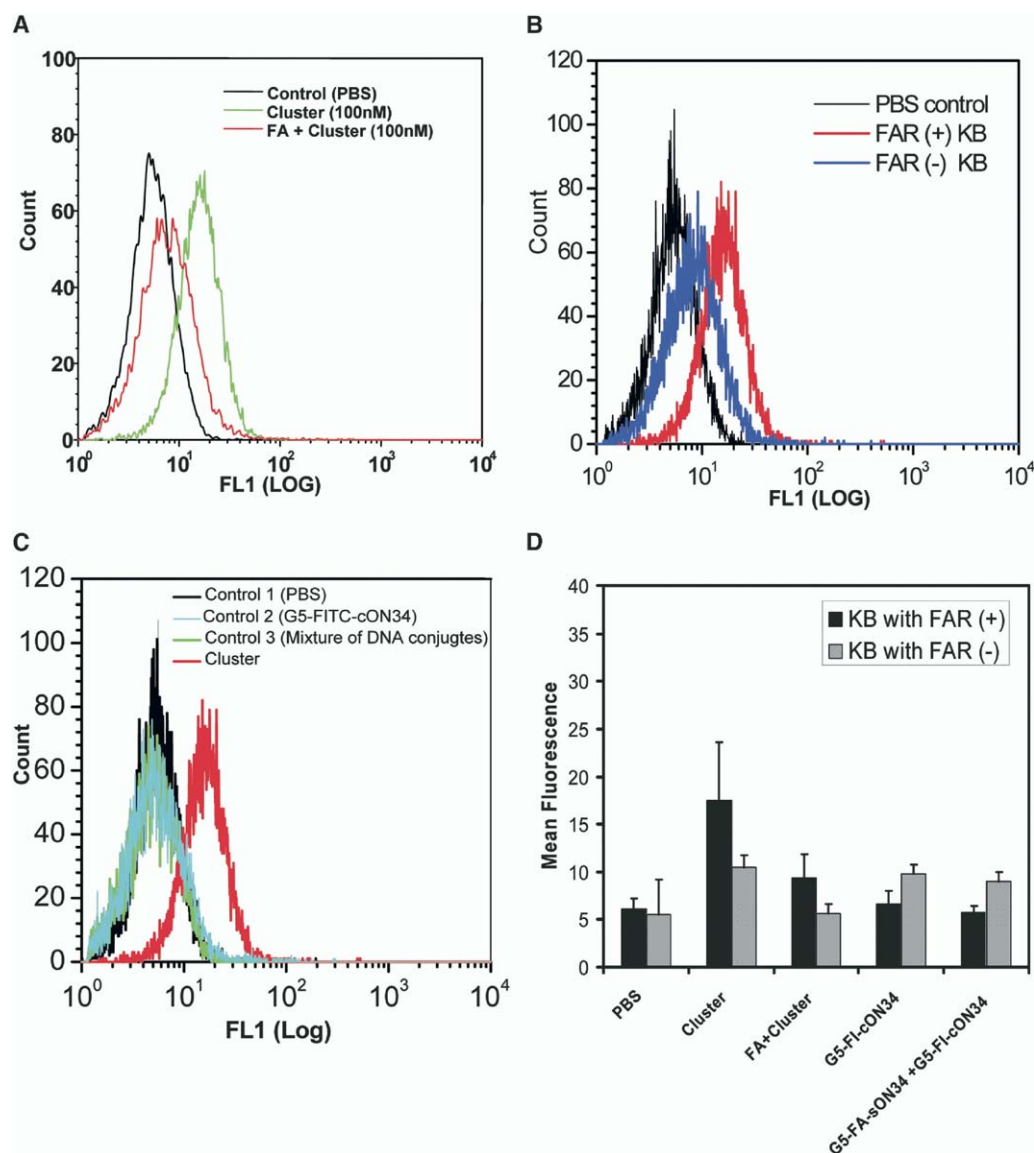 A
100
80
60
40
20
0
Count
Control (PBS)
Cluster (100nM)
FA + Cluster (100nM)
10⁰ 10¹ 10² 10³ 10⁴
FL1 (LOG)
B
120
100
80
60
40
20
0
Count
PBS control
FAR (+) KB
FAR (-) KB
10⁰ 10¹ 10² 10³ 10⁴
FL1 (LOG)
C
120
100
80
60
40
20
0
Count
Control 1 (PBS)
Control 2 (G5-FITC-cON34)
Control 3 (Mixture of DNA conjugtes)
Cluster
10⁰ 10¹ 10² 10³ 10⁴
FL1 (Log)
D
40
35
30
25
20
15
10
5
0
Mean Fluorescence
KB with FAR (+)
KB with FAR (-)
PBS
Cluster
FA+Cluster
G5-FI-cON34
G5-FA-sON34 +G5-FI-cON34